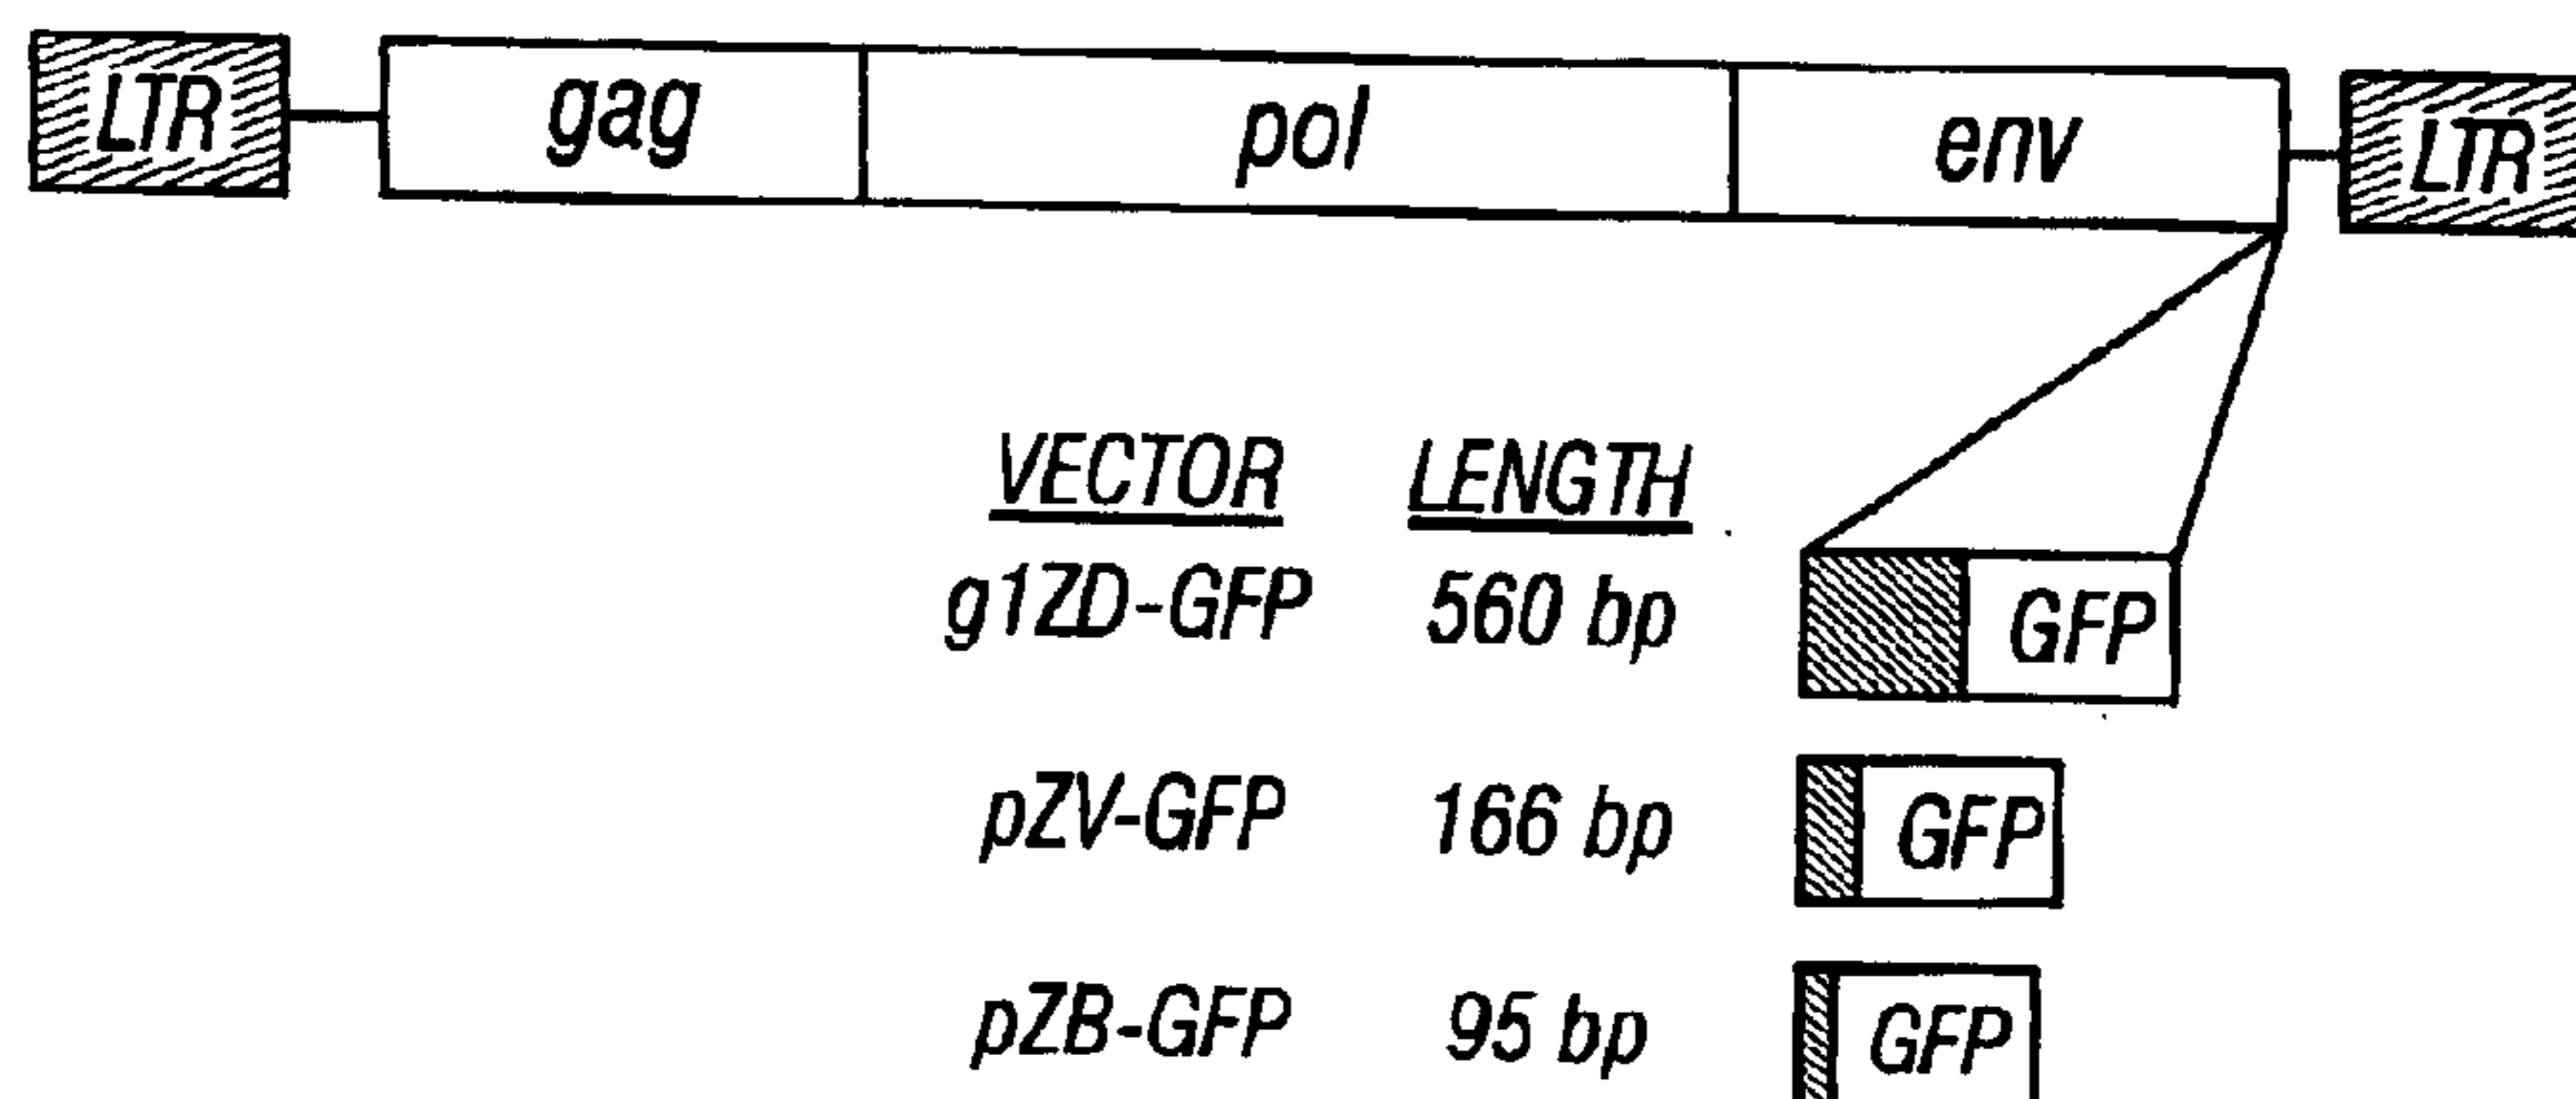 LTR gag pol env LTR
VECTOR LENGTH
g1ZD-GFP 560 bp GFP
pZV-GFP 166 bp GFP
pZB-GFP 95 bp GFP